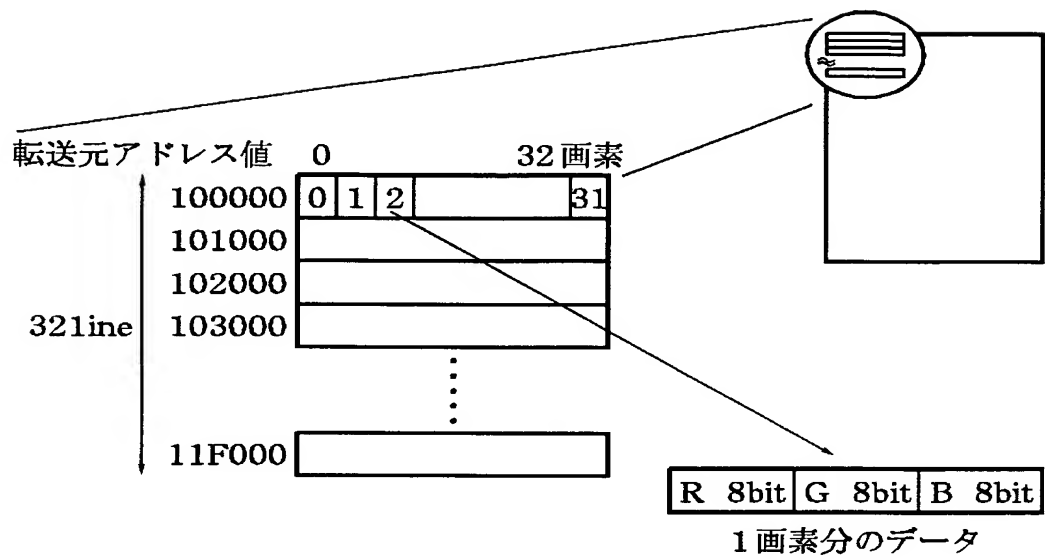 転送元アドレス値 0 32画素
100000 0 1 2 31
101000
102000
32line 103000
11F000
R 8bit G 8bit B 8bit
1画素分のデータ